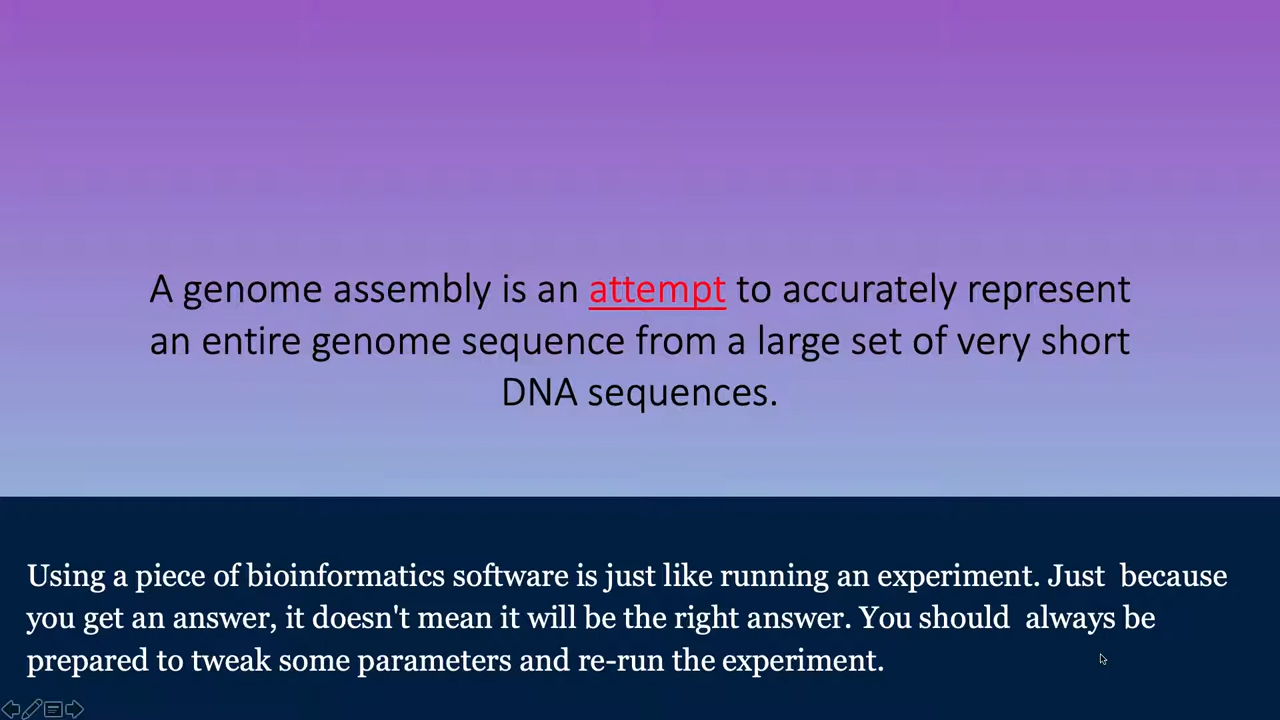 A genome assembly is an attempt to accurately represent
an entire genome sequence from a large set of very short
DNA sequences.
Using a piece of bioinformatics software is just like running an experiment. Just because
you get an answer, it doesn't mean it will be the right answer. You should always be
prepared to tweak some parameters and re-run the experiment.